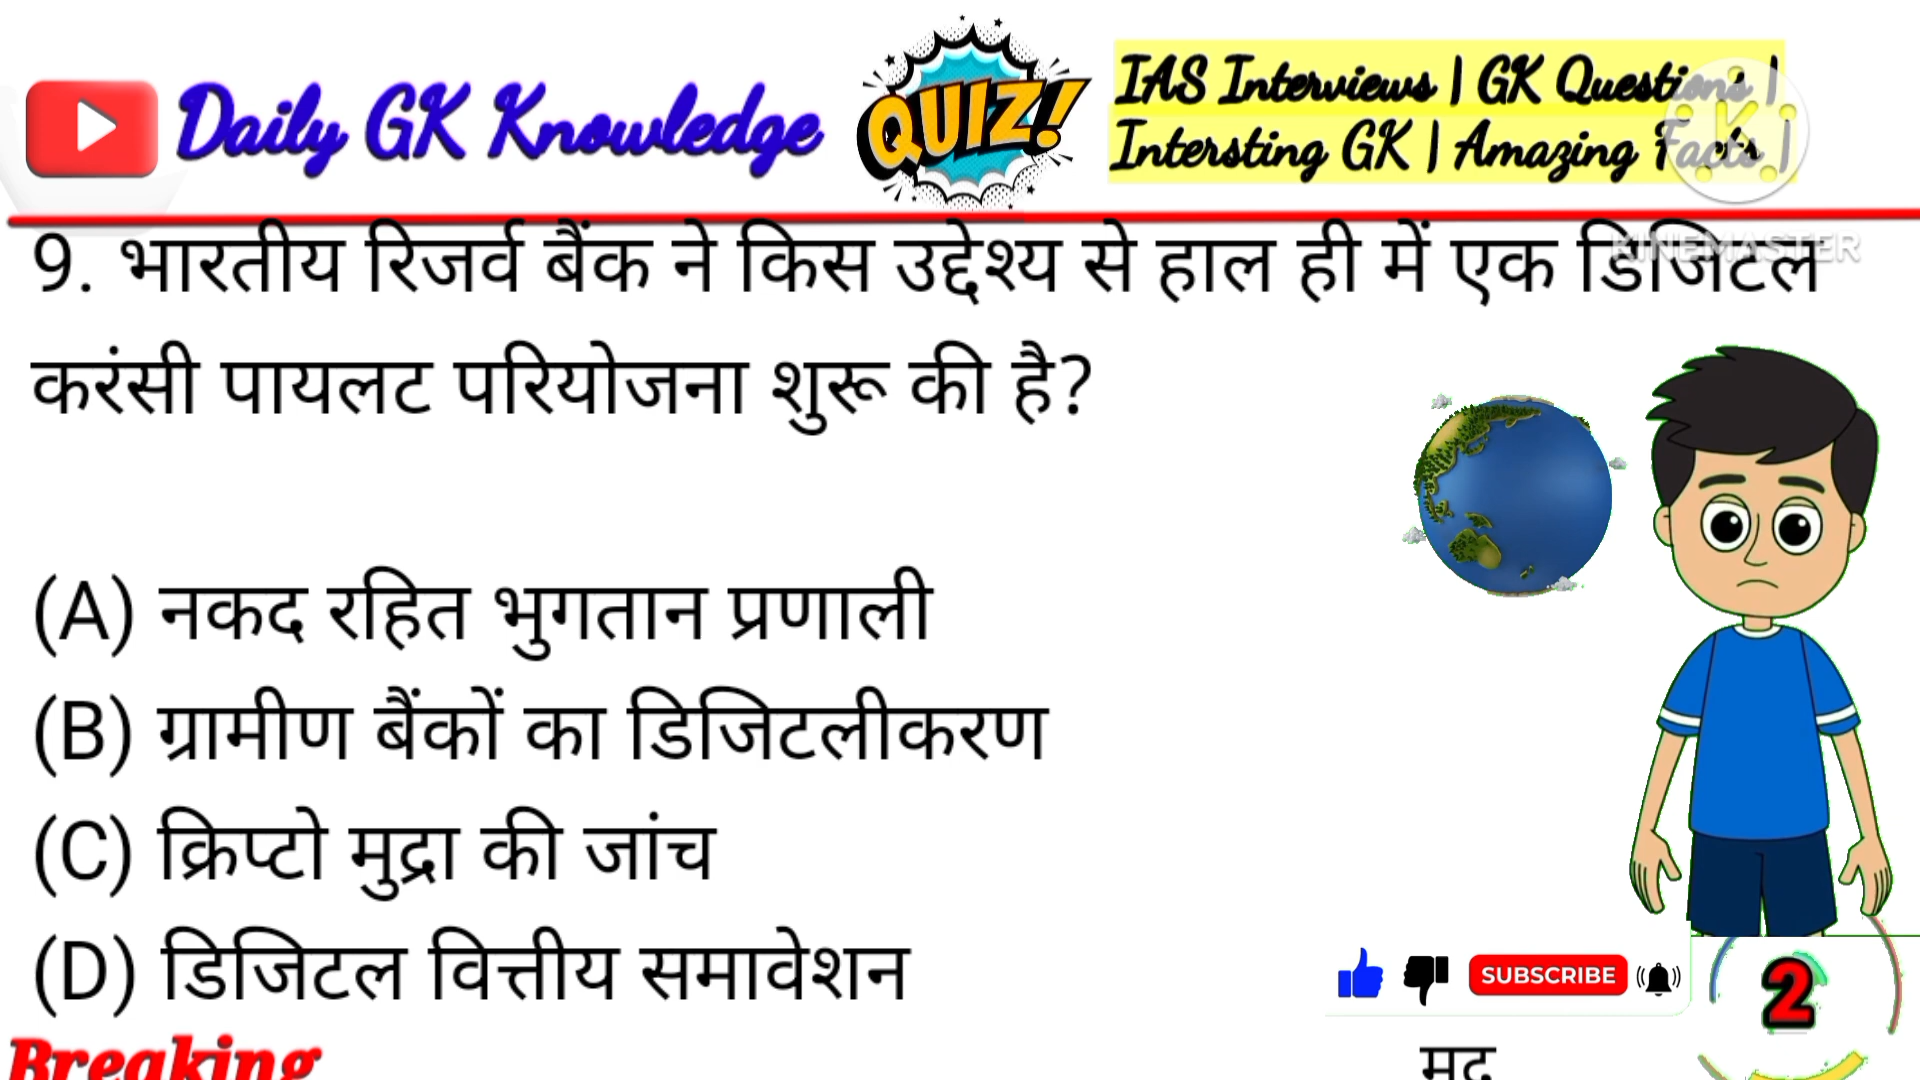 Daily GK Knowledge
QUIZ!
IAS Interviews | GK Questions |
Intersting GK | Amazing Facts |
KINEMASTER
9. भारतीय रिजर्व बैंक ने किस उद्देश्य से हाल ही में एक डिजिटल
करंसी पायलट परियोजना शुरू की है?
(A) नकद रहित भुगतान प्रणाली
(B) ग्रामीण बैंकों का डिजिटलीकरण
(C) क्रिप्टो मुद्रा की जांच
(D) डिजिटल वित्तीय समावेशन
SUBSCRIBE
2
Breaking